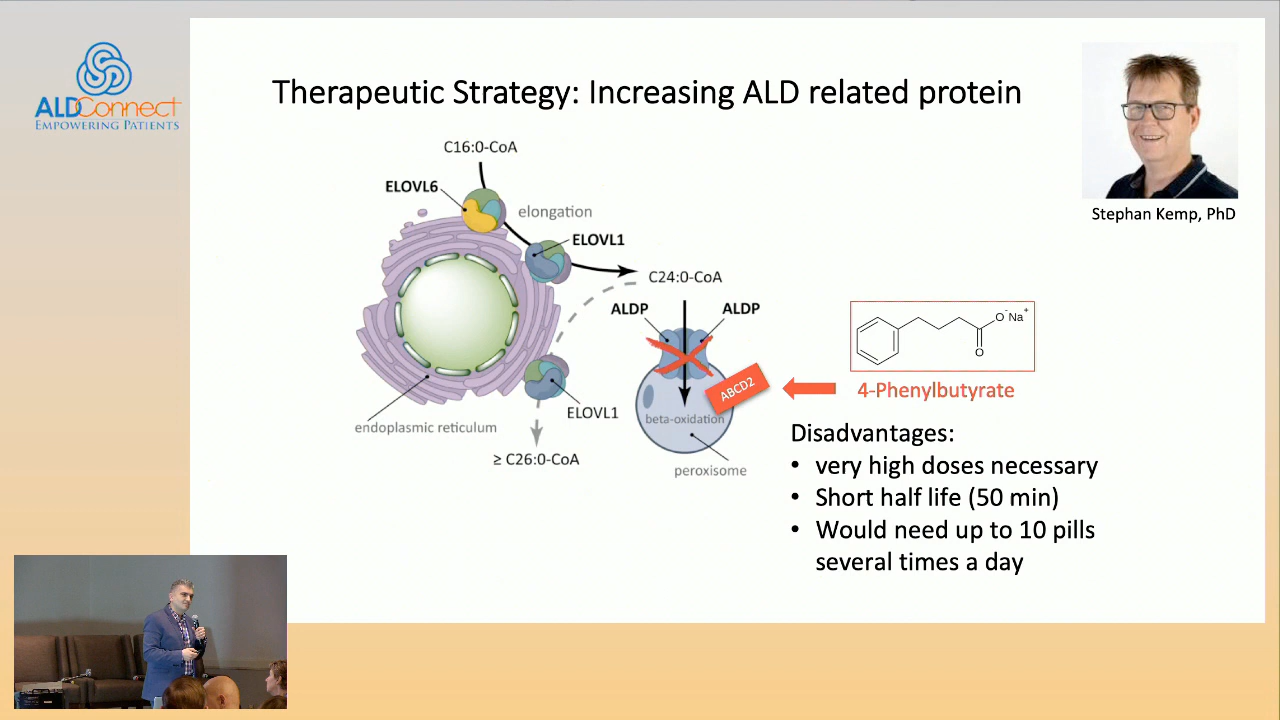 ALDConnect
EMPOWERING PATIENTS
Therapeutic Strategy: Increasing ALD related protein
Stephan Kemp, PhD
C16:0-CoA
ELOVL6
elongation
ELOVL1
C24:0-CoA
ALDP
ALDP
ABCD2
O⁻Na⁺
O
4-Phenylbutyrate
beta-oxidation
ELOVL1
endoplasmic reticulum
≥ C26:0-CoA
peroxisome
Disadvantages:
• very high doses necessary
• Short half life (50 min)
• Would need up to 10 pills
several times a day